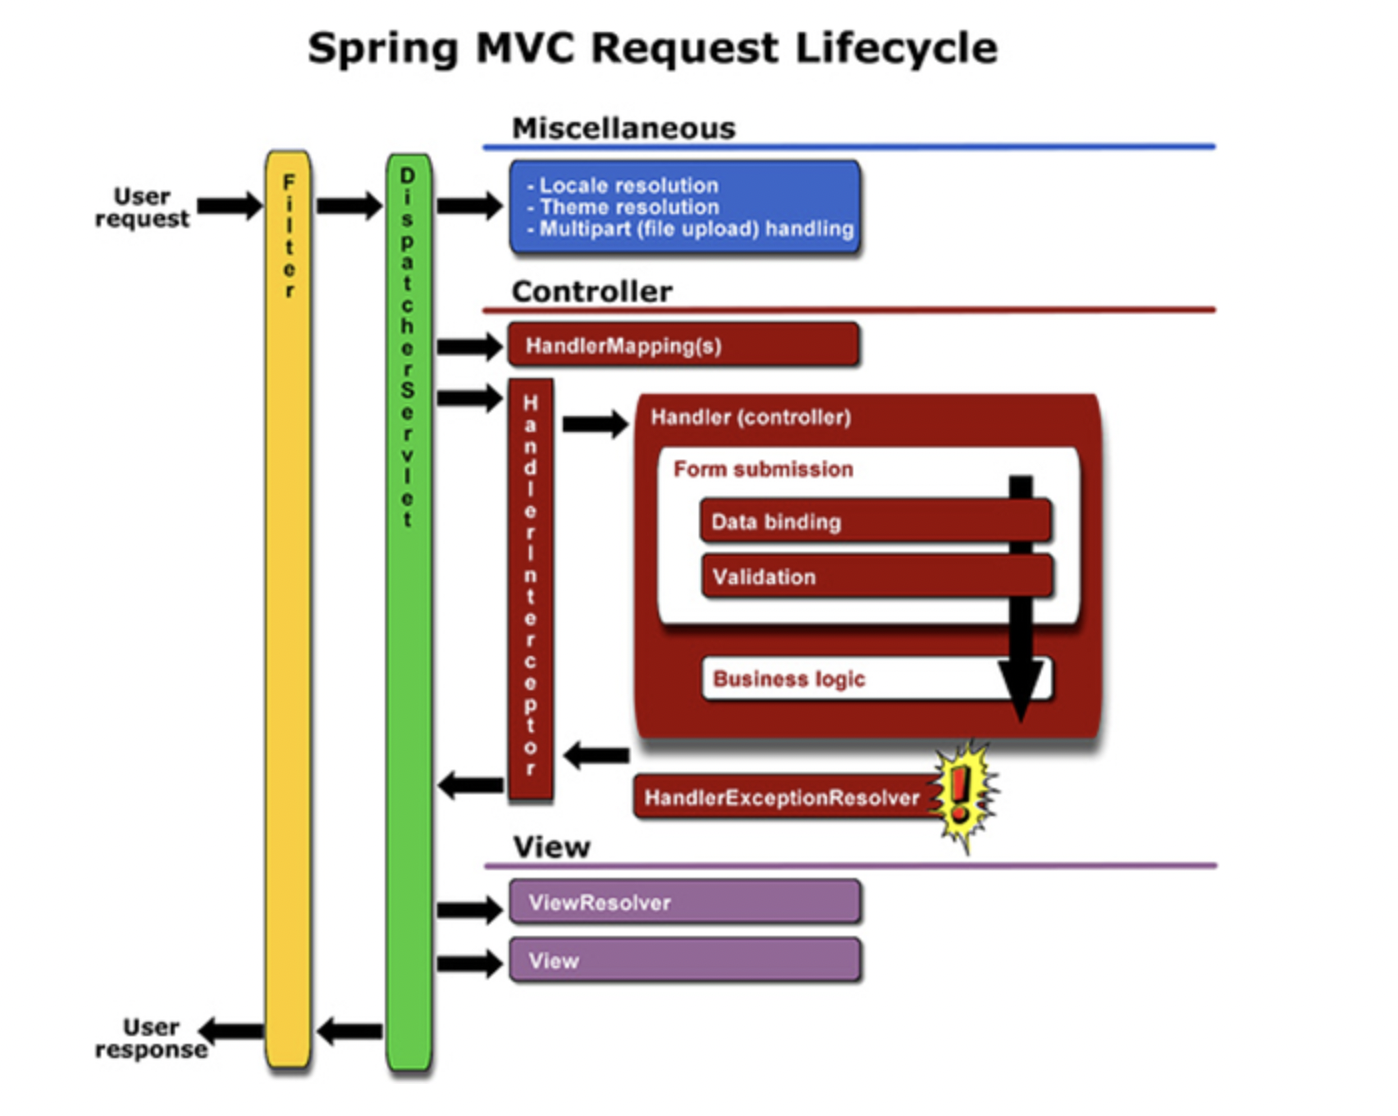 Spring MVC Request Lifecycle
Miscellaneous
User
request
Filter
DispatcherServlet
- Locale resolution
- Theme resolution
- Multipart (file upload) handling
Controller
HandlerMapping(s)
HandlerInterceptor
Handler (controller)
Form submission
Data binding
Validation
Business logic
HandlerExceptionResolver
!
View
ViewResolver
View
User
response